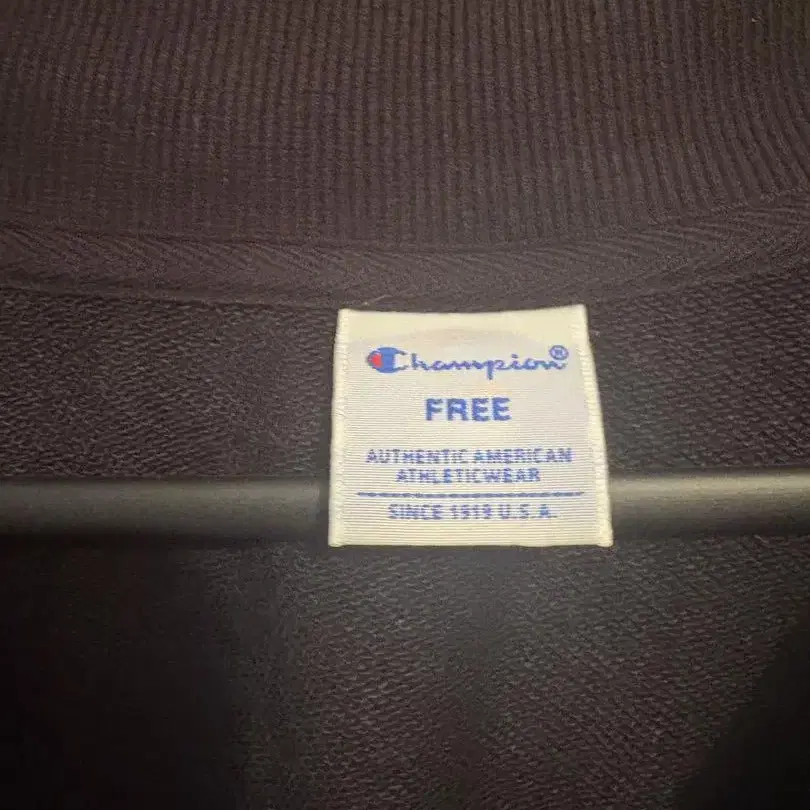 Champion®
FREE
AUTHENTIC AMERICAN
ATHLETICWEAR
SINCE 1919 U.S.A.